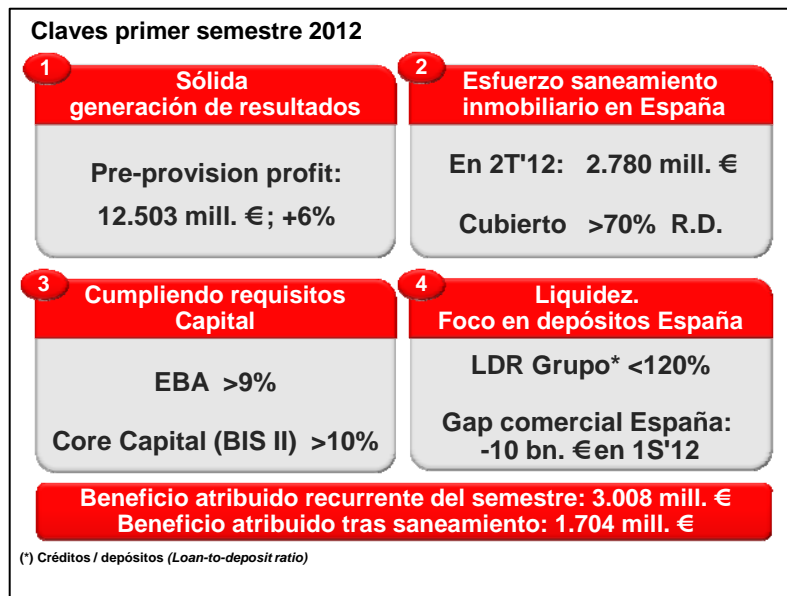 Claves primer semestre 2012
1
Sólida
generación de resultados
Pre-provision profit:
12.503 mill. €; +6%
2
Esfuerzo saneamiento
inmobiliario en España
En 2T'12: 2.780 mill. €
Cubierto >70% R.D.
3
Cumpliendo requisitos
Capital
EBA >9%
Core Capital (BIS II) >10%
4
Liquidez.
Foco en depósitos España
LDR Grupo* <120%
Gap comercial España:
-10 bn. € en 1S'12
Beneficio atribuido recurrente del semestre: 3.008 mill. €
Beneficio atribuido tras saneamiento: 1.704 mill. €
(*) Créditos / depósitos (Loan-to-deposit ratio)